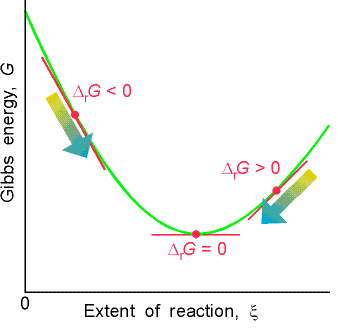 Gibbs energy, G
ΔrG < 0
ΔrG > 0
ΔrG = 0
0
Extent of reaction, ξ